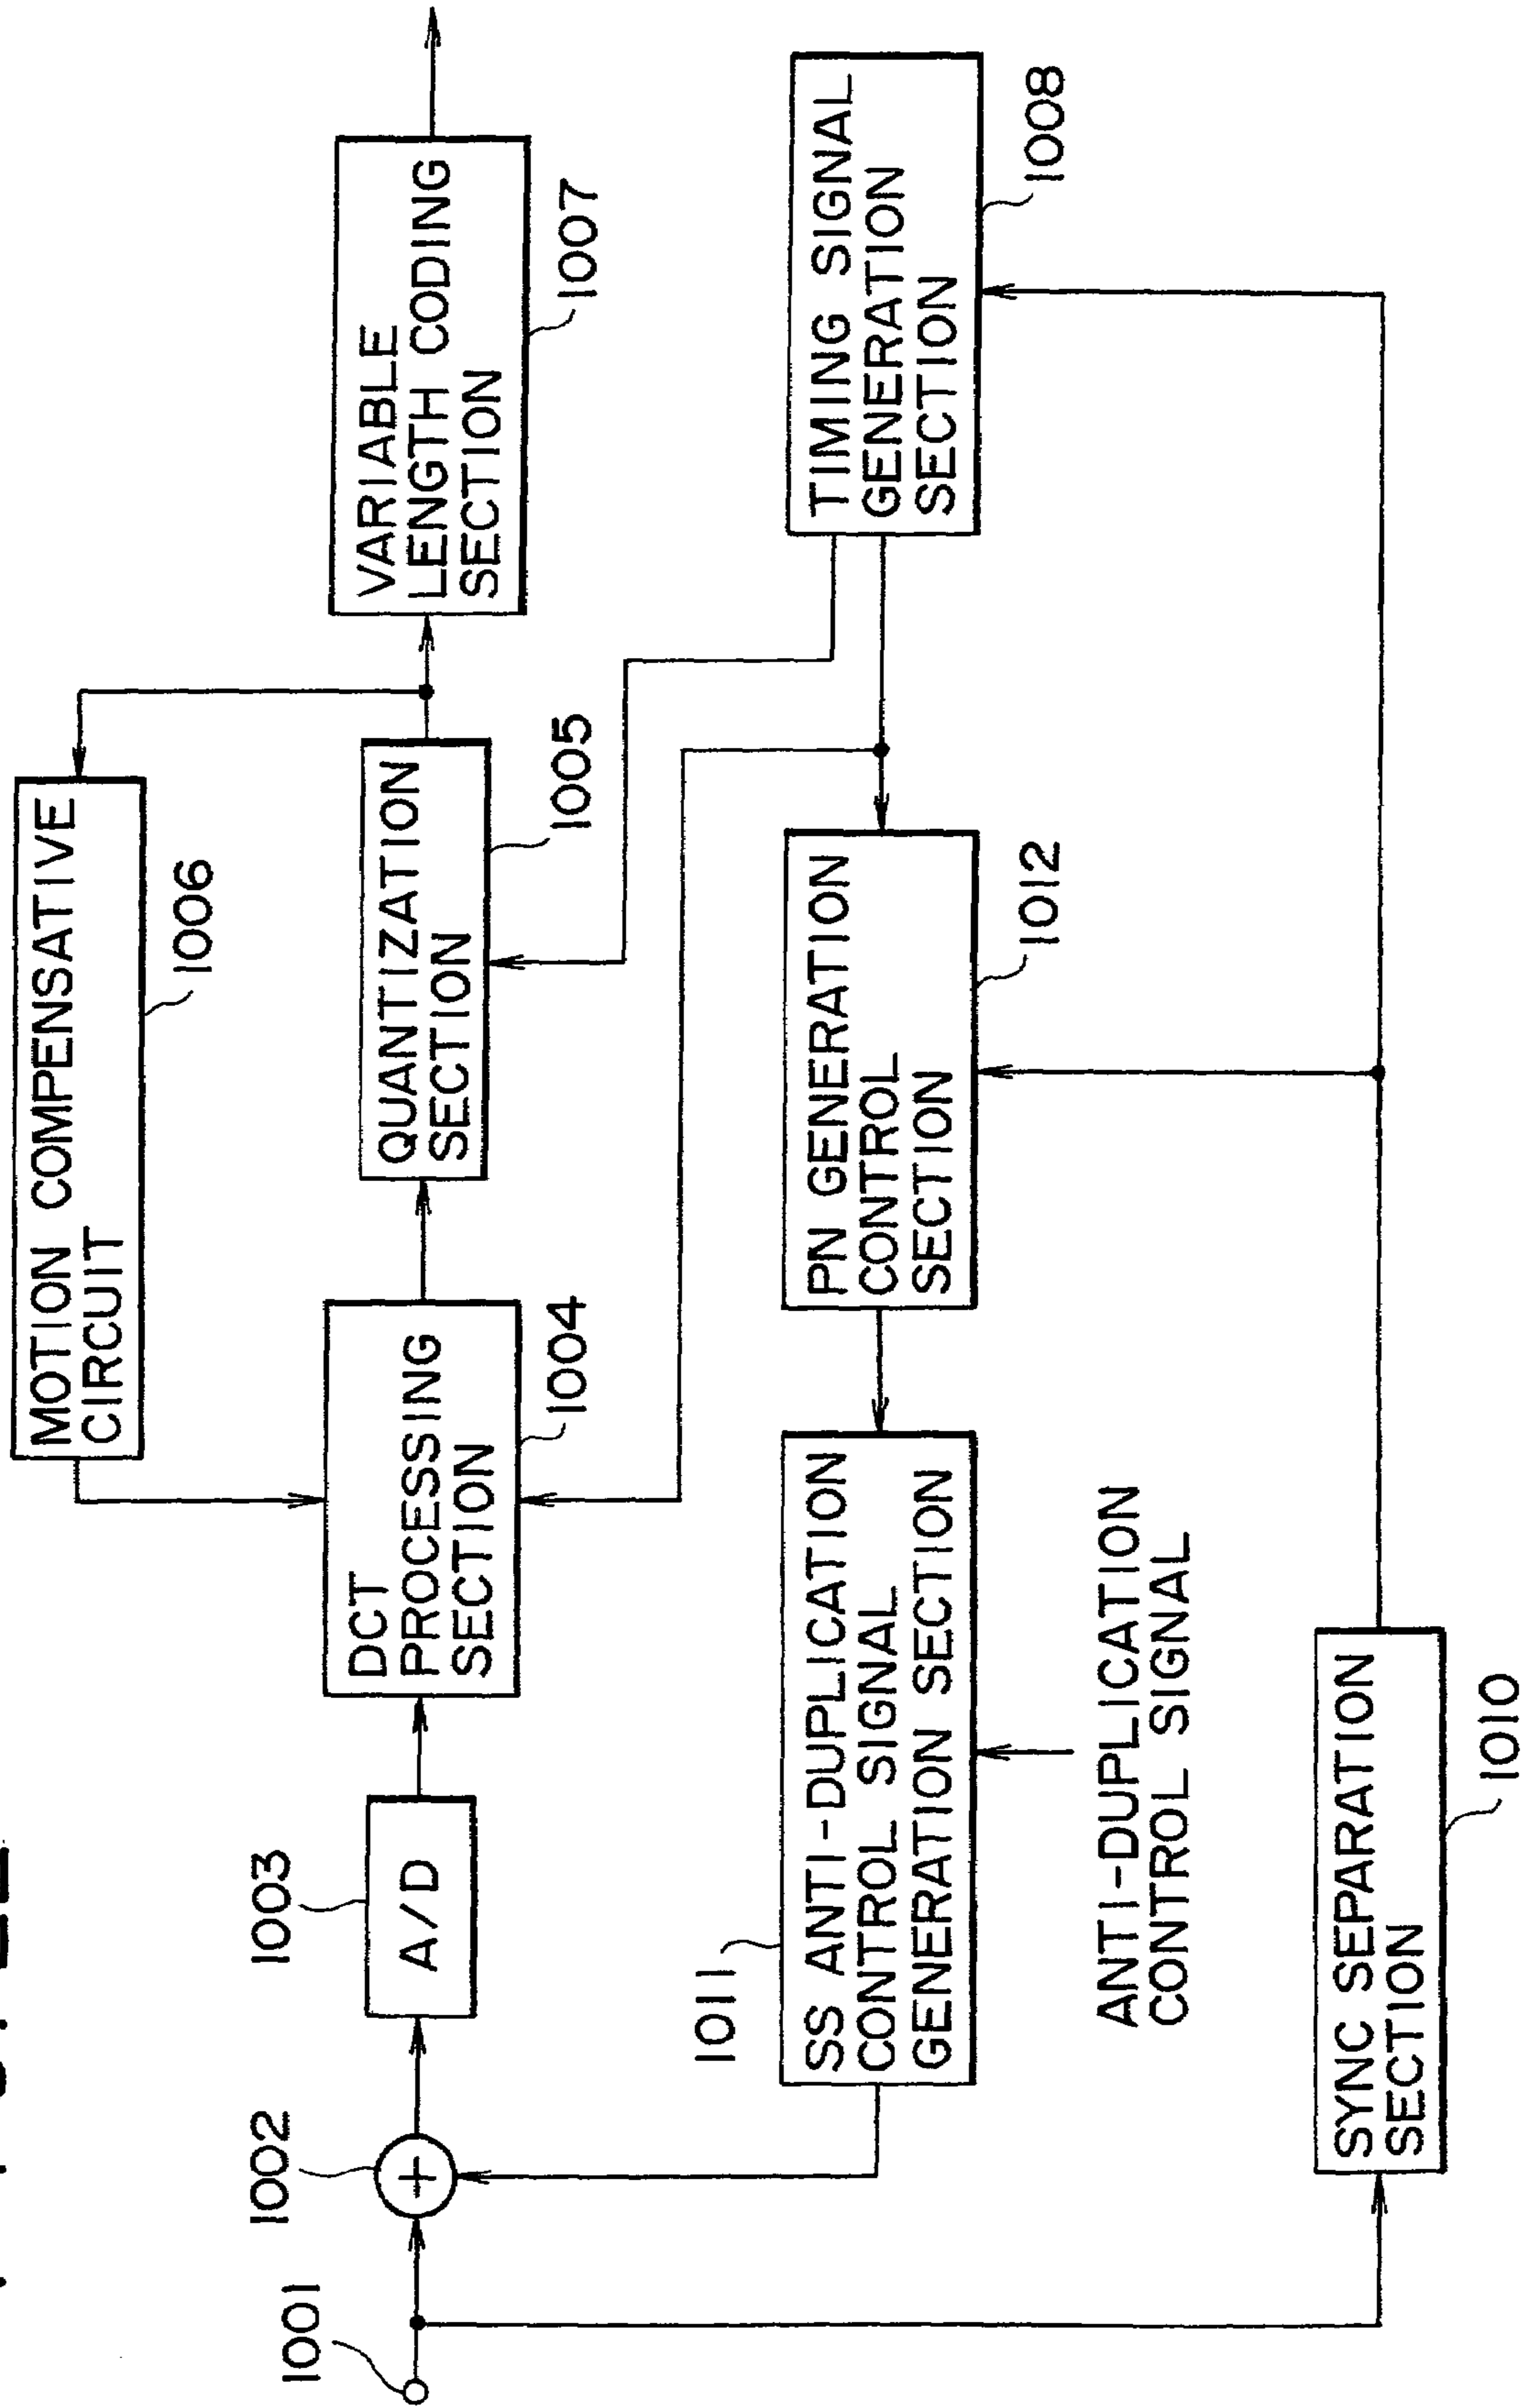 MOTION COMPENSATIVE
CIRCUIT
1006
1001
1002
1003
A/D
DCT
PROCESSING
SECTION
1004
QUANTIZATION
SECTION
1005
VARIABLE
LENGTH CODING
SECTION
1007
1011
SS ANTI-DUPLICATION
CONTROL SIGNAL
GENERATION SECTION
PN GENERATION
CONTROL
SECTION
1012
TIMING SIGNAL
GENERATION
SECTION
1008
ANTI-DUPLICATION
CONTROL SIGNAL
SYNC SEPARATION
SECTION
1010